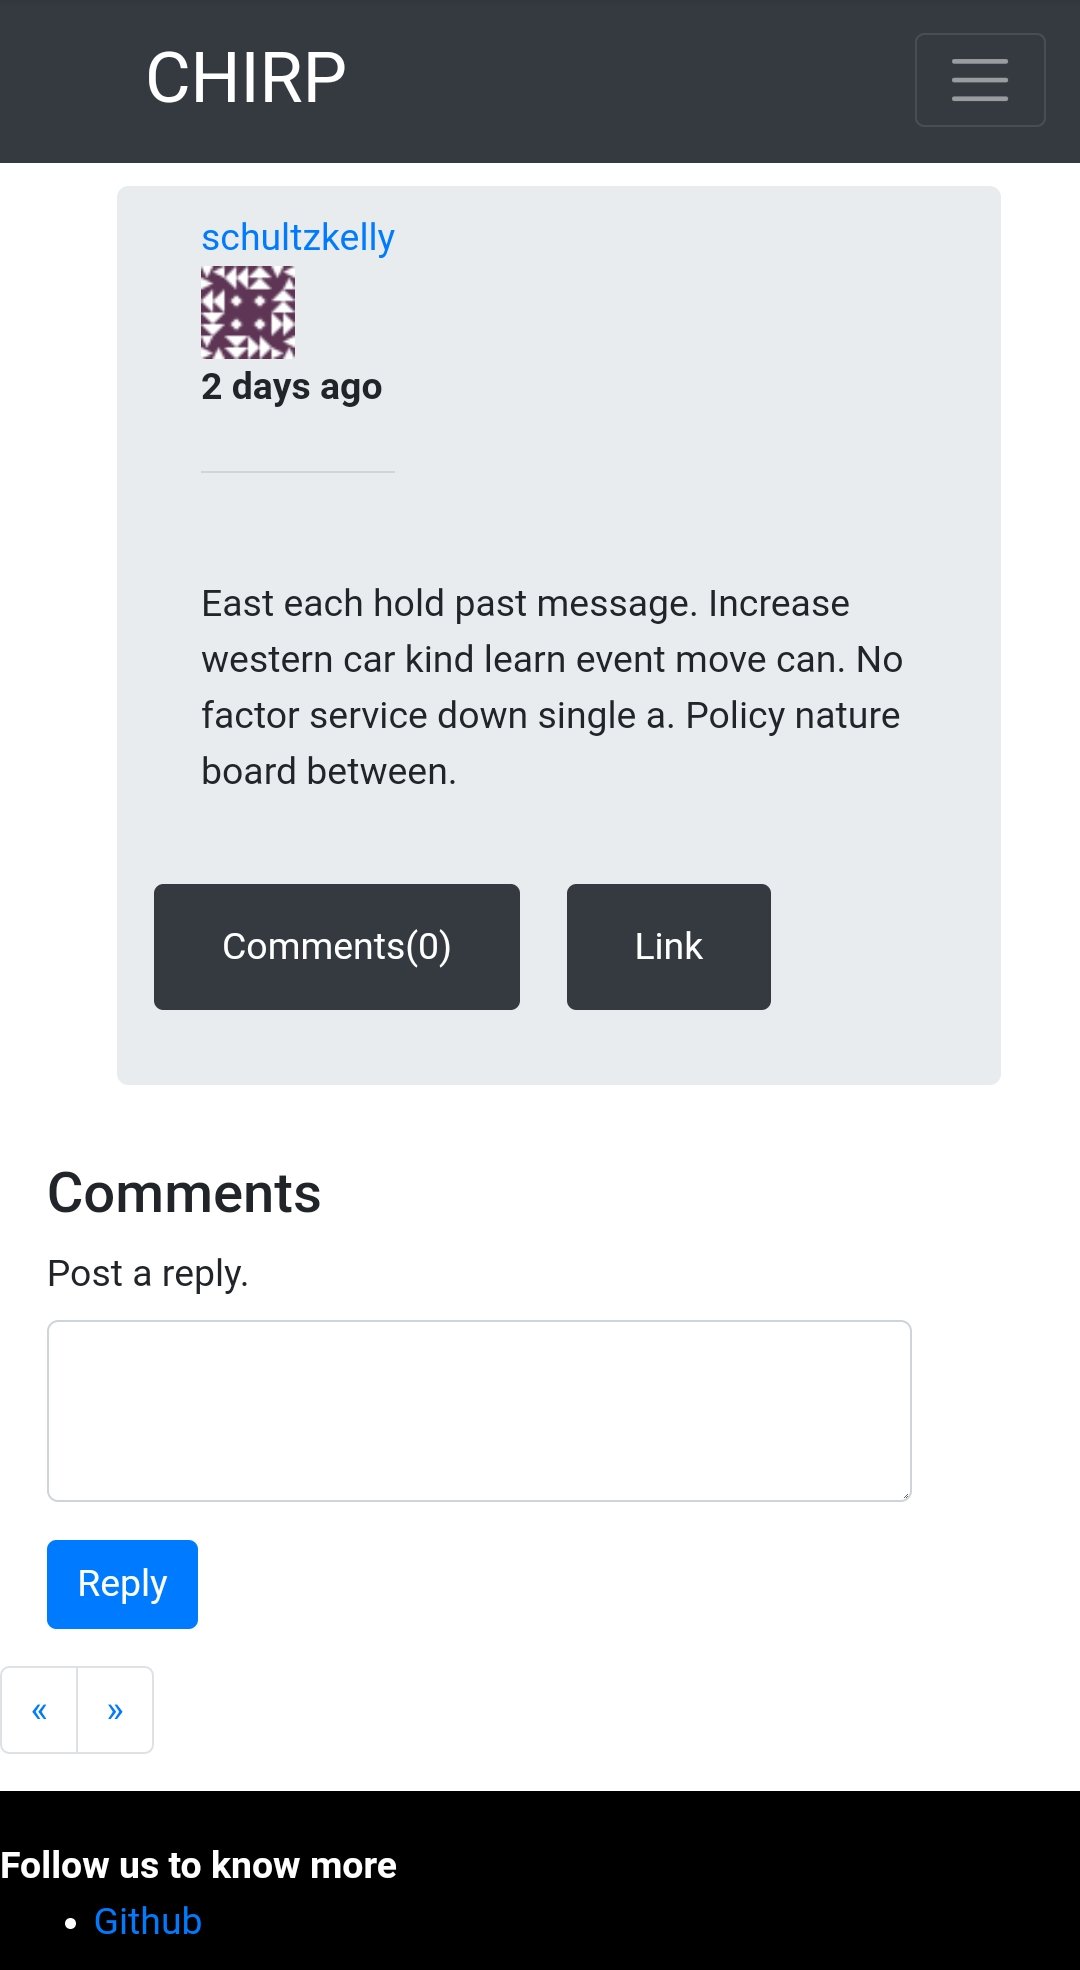 CHIRP
schultzkelly
2 days ago
East each hold past message. Increase
western car kind learn event move can. No
factor service down single a. Policy nature
board between.
Comments(0)
Link
Comments
Post a reply.
Reply
« »
Follow us to know more
• Github